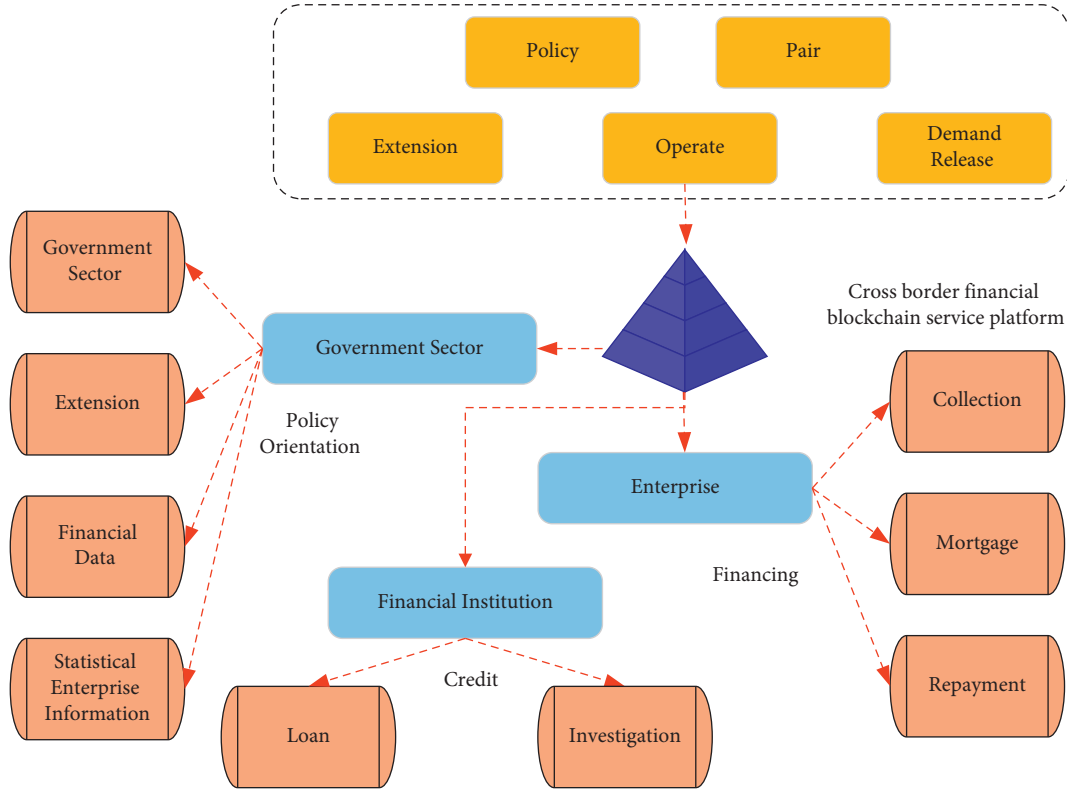 Policy
Pair
Extension
Operate
Demand
Release
Government
Sector
Cross border financial
blockchain service platform
Government Sector
Extension
Policy
Orientation
Collection
Enterprise
Financial
Data
Mortgage
Financing
Financial Institution
Statistical
Enterprise
Information
Credit
Repayment
Loan
Investigation